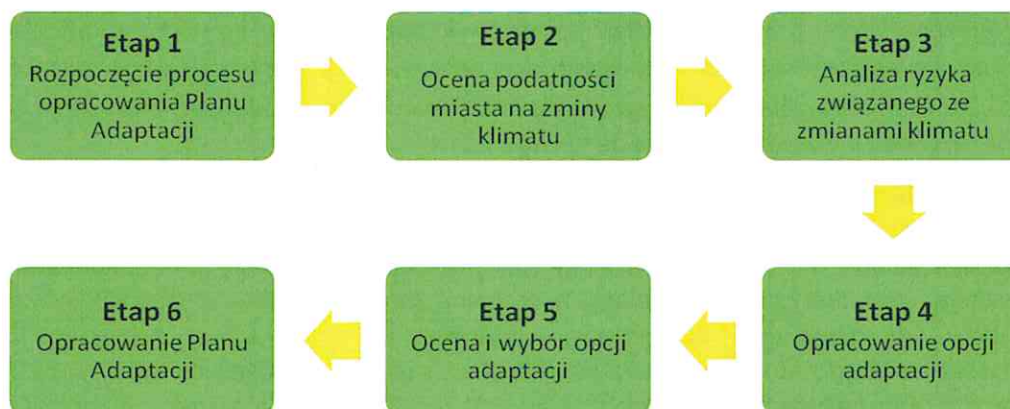 Etap 1
Rozpoczęcie procesu
opracowania Planu
Adaptacji
Etap 2
Ocena podatności
miasta na zminy
klimatu
Etap 3
Analiza ryzyka
związanego ze
zmianami klimatu
Etap 4
Opracowanie opcji
adaptacji
Etap 5
Ocena i wybór opcji
adaptacji
Etap 6
Opracowanie Planu
Adaptacji